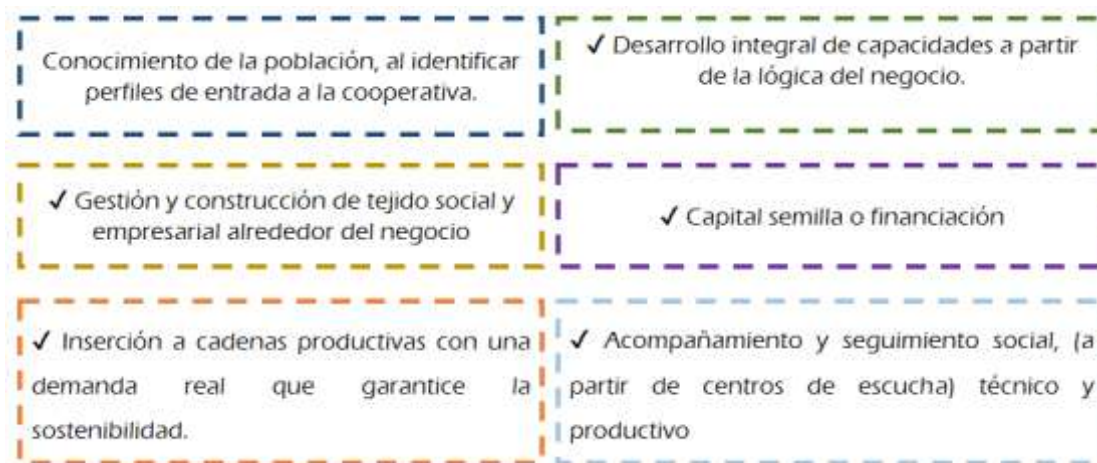 Conocimiento de la población, al identificar
perfiles de entrada a la cooperativa.
✓ Desarrollo integral de capacidades a partir
de la lógica del negocio.
✓ Gestión y construcción de tejido social y
empresarial alrededor del negocio
✓ Capital semilla o financiación
✓ Inserción a cadenas productivas con una
demanda real que garantice la
sostenibilidad.
✓ Acompañamiento y seguimiento social, (a
partir de centros de escucha) técnico y
productivo